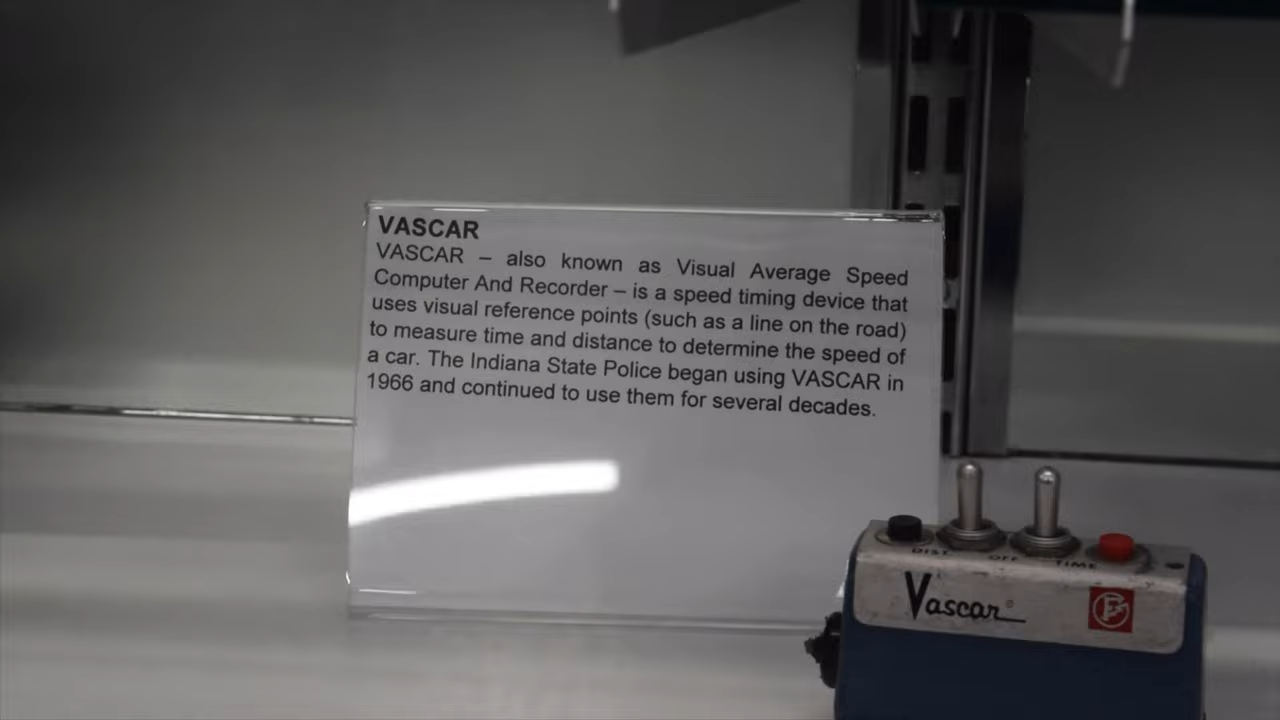 VASCAR
VASCAR – also known as Visual Average Speed
Computer And Recorder – is a speed timing device that
uses visual reference points (such as a line on the road)
to measure time and distance to determine the speed of
a car. The Indiana State Police began using VASCAR in
1966 and continued to use them for several decades.
DIST. OFF TIME
Vascar®